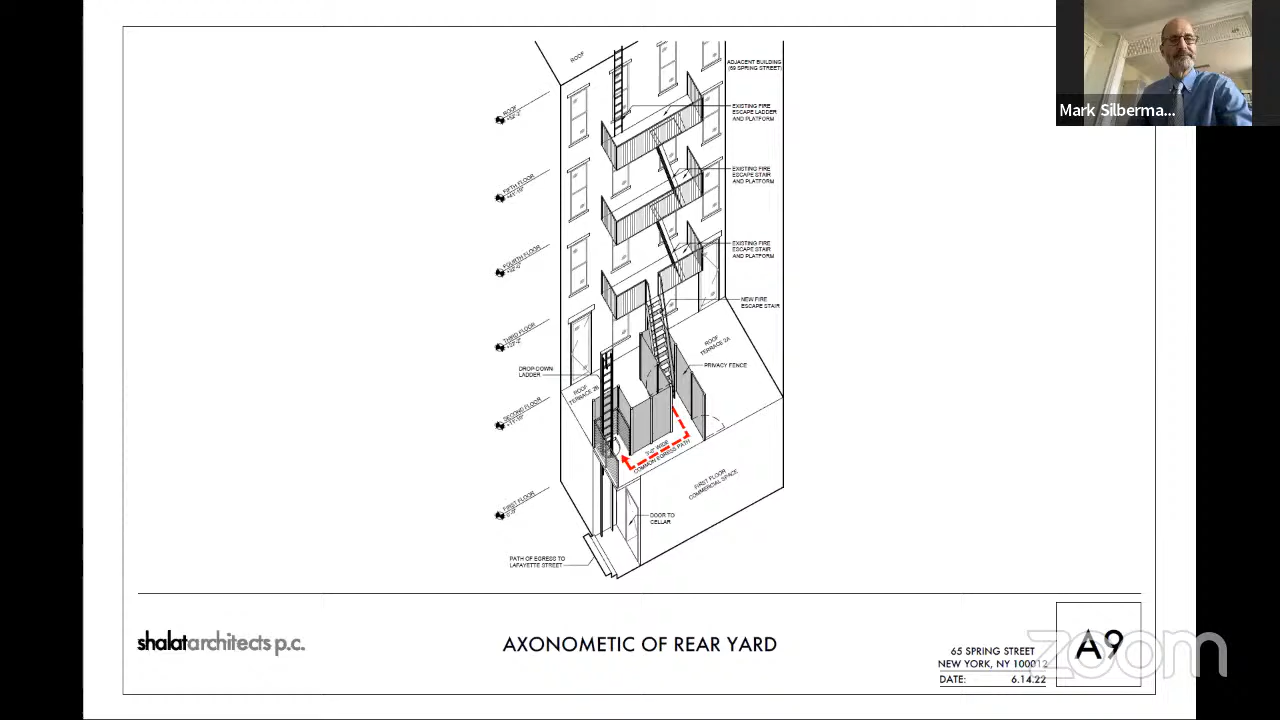 Mark Silberma...
ROOF
ADJACENT BUILDING
(69 SPRING STREET)
EXISTING FIRE
ESCAPE LADDER
AND PLATFORM
ROOF
EXISTING FIRE
ESCAPE STAIR
AND PLATFORM
FIFTH FLOOR
EXISTING FIRE
ESCAPE STAIR
AND PLATFORM
FOURTH FLOOR
NEW FIRE
ESCAPE STAIR
THIRD FLOOR
ROOF
TERRACE 2A
PRIVACY FENCE
DROP-DOWN
LADDER
ROOF
TERRACE 2B
SECOND FLOOR
3'-0" WIDE
COMMON EGRESS PATH
FIRST FLOOR
COMMERCIAL SPACE
FIRST FLOOR
DOOR TO
CELLAR
PATH OF EGRESS TO
LAFAYETTE STREET
shalatarchitects p.c.
AXONOMETIC OF REAR YARD
65 SPRING STREET
NEW YORK, NY 100012
DATE: 6.14.22
A9
zoom